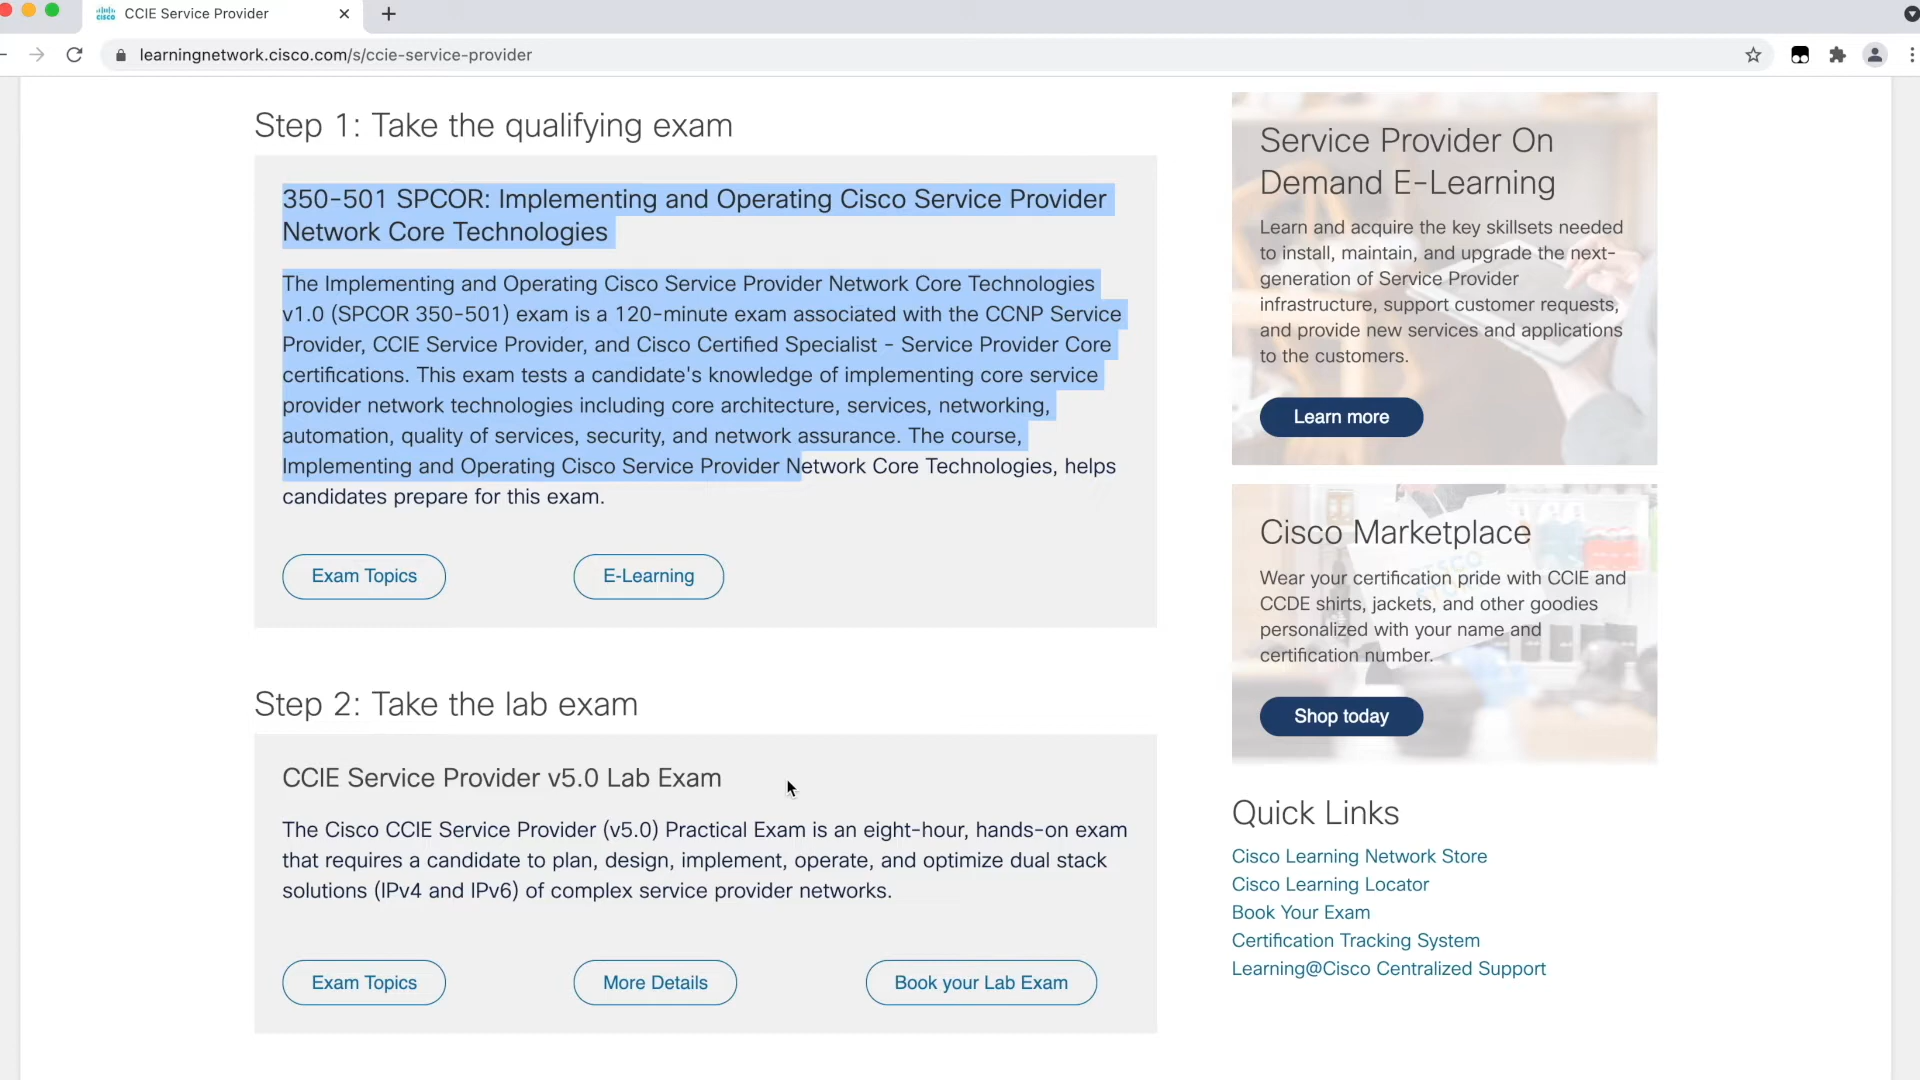 CCIE Service Provider
learningnetwork.cisco.com/s/ccie-service-provider
Step 1: Take the qualifying exam
350-501 SPCOR: Implementing and Operating Cisco Service Provider
Network Core Technologies
The Implementing and Operating Cisco Service Provider Network Core Technologies
v1.0 (SPCOR 350-501) exam is a 120-minute exam associated with the CCNP Service
Provider, CCIE Service Provider, and Cisco Certified Specialist - Service Provider Core
certifications. This exam tests a candidate's knowledge of implementing core service
provider network technologies including core architecture, services, networking,
automation, quality of services, security, and network assurance. The course,
Implementing and Operating Cisco Service Provider Network Core Technologies, helps
candidates prepare for this exam.
Exam Topics
E-Learning
Step 2: Take the lab exam
CCIE Service Provider v5.0 Lab Exam
The Cisco CCIE Service Provider (v5.0) Practical Exam is an eight-hour, hands-on exam
that requires a candidate to plan, design, implement, operate, and optimize dual stack
solutions (IPv4 and IPv6) of complex service provider networks.
Exam Topics
More Details
Book your Lab Exam
Service Provider On
Demand E-Learning
Learn and acquire the key skillsets needed
to install, maintain, and upgrade the next-
generation of Service Provider
infrastructure, support customer requests,
and provide new services and applications
to the customers.
Learn more
Cisco Marketplace
Wear your certification pride with CCIE and
CCDE shirts, jackets, and other goodies
personalized with your name and
certification number.
Shop today
Quick Links
Cisco Learning Network Store
Cisco Learning Locator
Book Your Exam
Certification Tracking System
Learning@Cisco Centralized Support